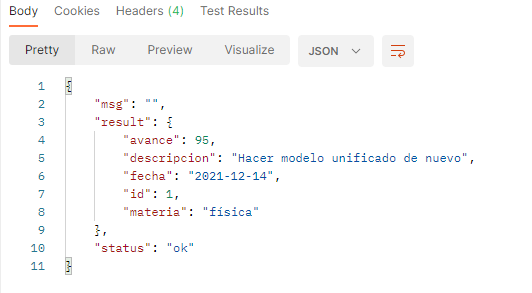 Body Cookies Headers (4) Test Results
Pretty Raw Preview Visualize JSON
1 {
2 "msg": "",
3 "result": {
4 "avance": 95,
5 "descripcion": "Hacer modelo unificado de nuevo",
6 "fecha": "2021-12-14",
7 "id": 1,
8 "materia": "física"
9 },
10 "status": "ok"
11 }